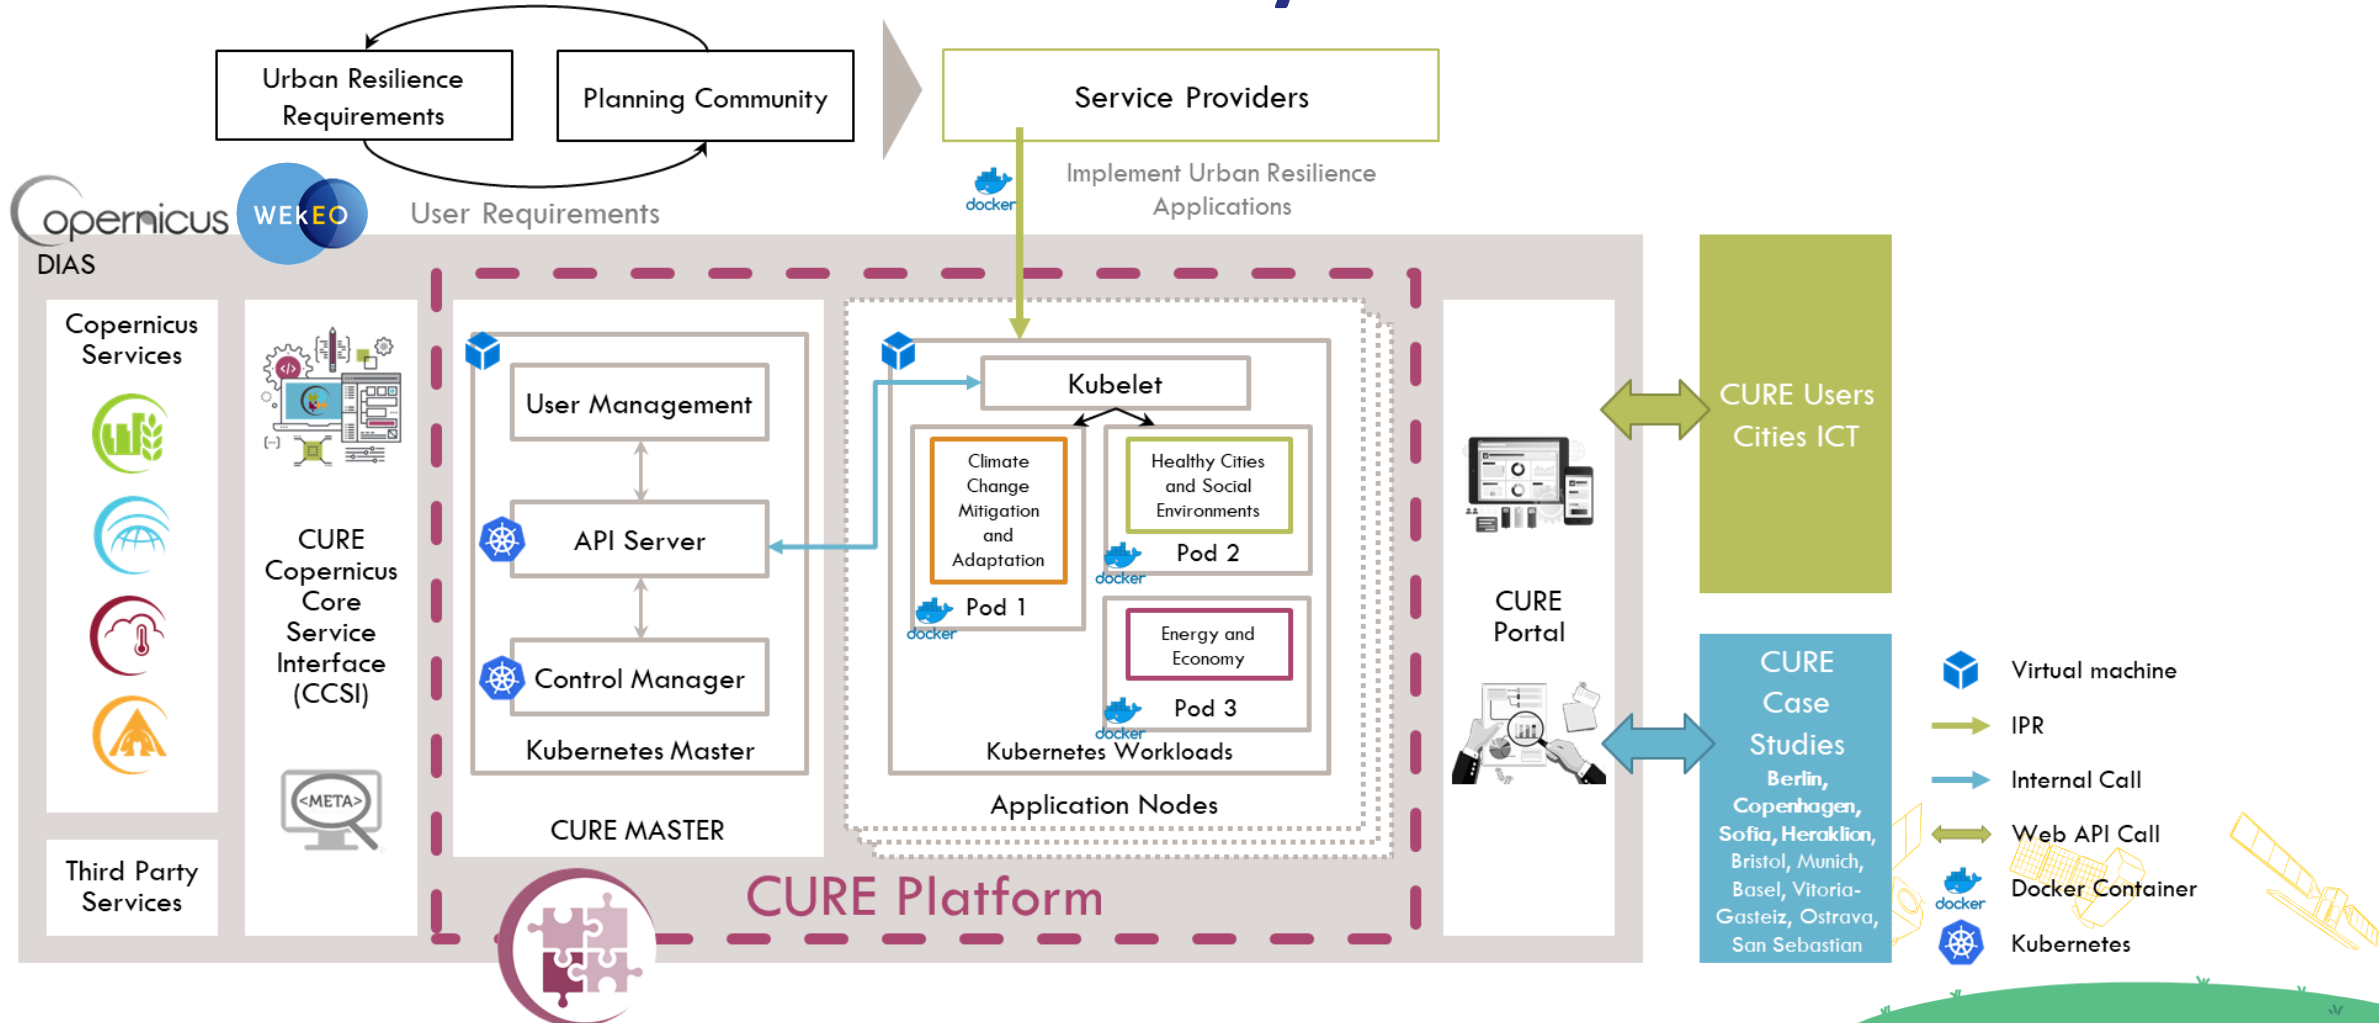 Urban Resilience
Requirements
Planning Community
Service Providers
docker
Implement Urban Resilience
Applications
opernicus
WEkEO
User Requirements
DIAS
Copernicus
Services
Third Party
Services
CURE
Copernicus
Core
Service
Interface
(CCSI)
<META>
User Management
API Server
Control Manager
Kubernetes Master
CURE MASTER
Kubelet
Climate
Change
Mitigation
and
Adaptation
Pod 1
docker
Healthy Cities
and Social
Environments
Pod 2
docker
Energy and
Economy
Pod 3
docker
Kubernetes Workloads
Application Nodes
CURE Platform
CURE
Portal
CURE Users
Cities ICT
CURE
Case
Studies
Berlin,
Copenhagen,
Sofia, Heraklion,
Bristol, Munich,
Basel, Vitoria-
Gasteiz, Ostrava,
San Sebastian
Virtual machine
IPR
Internal Call
Web API Call
docker
Docker Container
Kubernetes